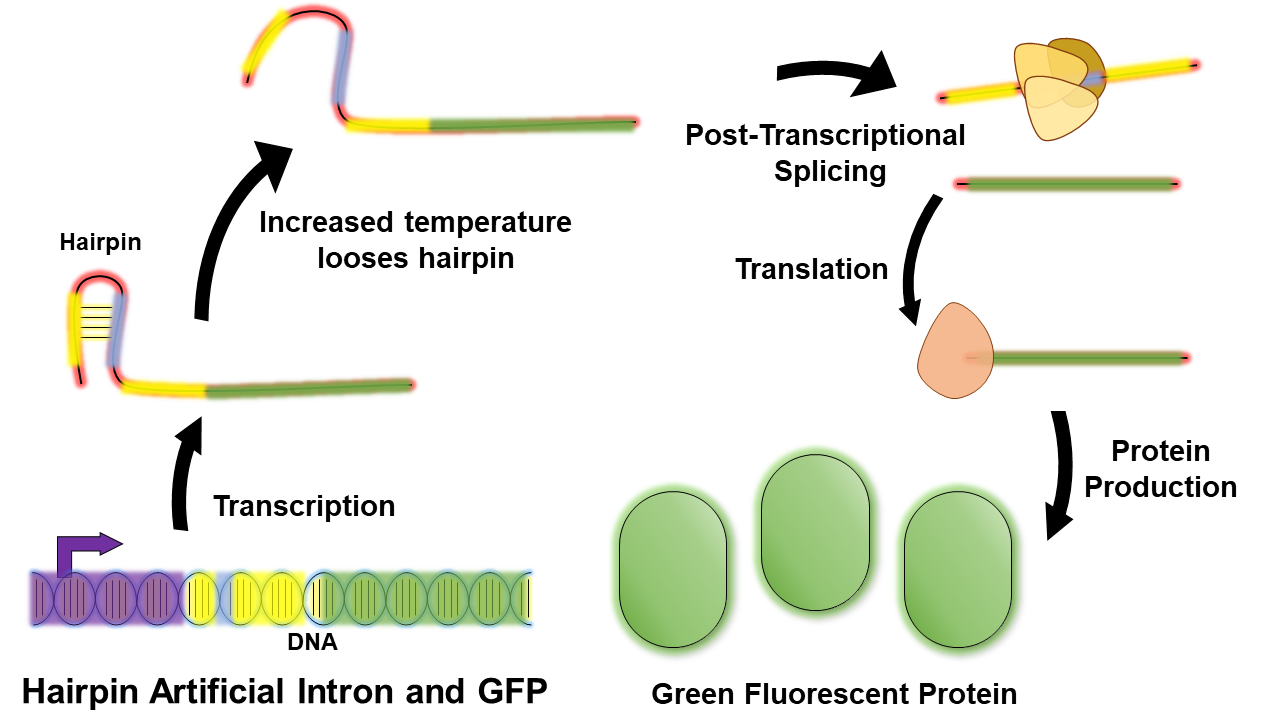 Hairpin
Increased temperature
looses hairpin
Transcription
DNA
Hairpin Artificial Intron and GFP
Post-Transcriptional
Splicing
Translation
Protein
Production
Green Fluorescent Protein